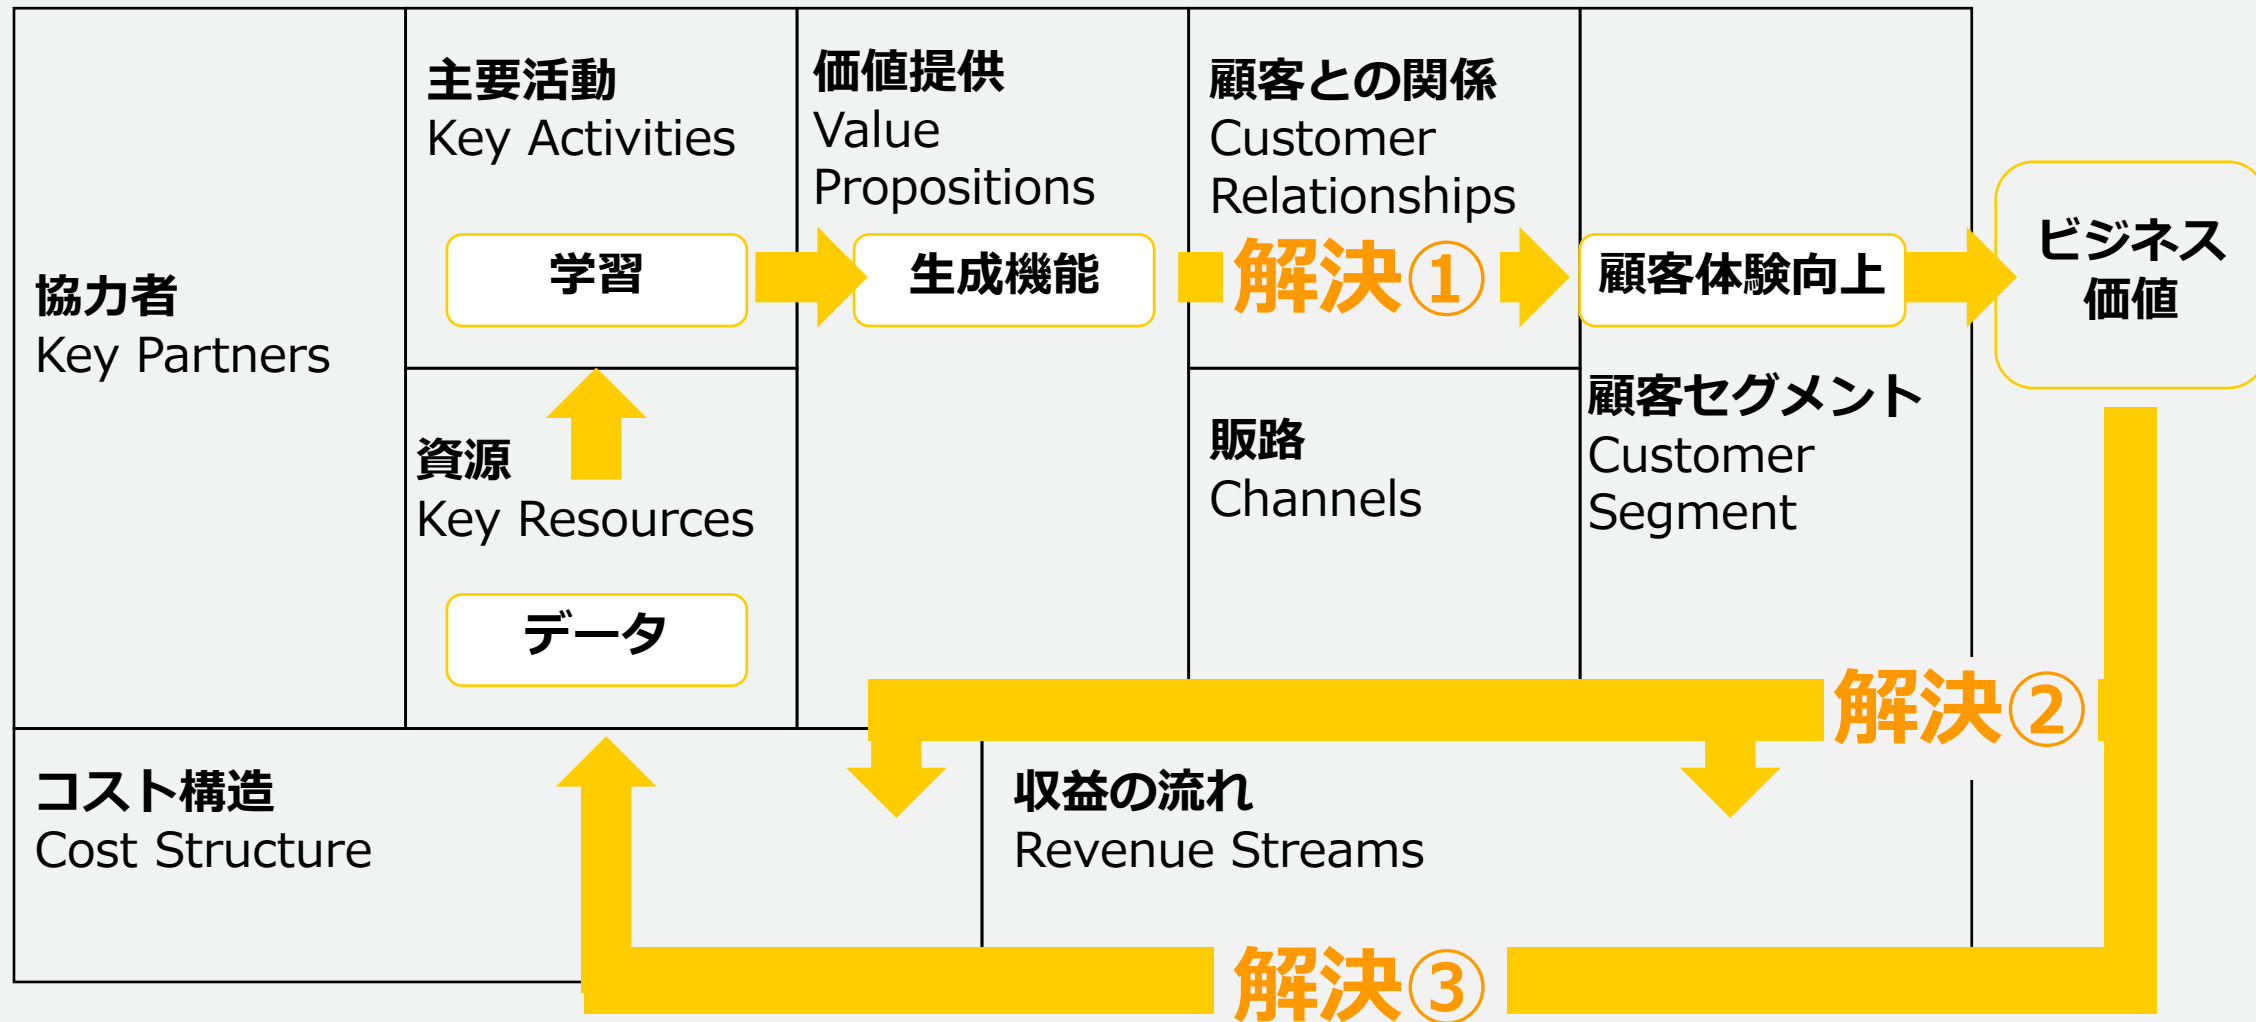 協力者
Key Partners
主要活動
Key Activities
学習
資源
Key Resources
データ
価値提供
Value
Propositions
生成機能
顧客との関係
Customer
Relationships
解決①
販路
Channels
顧客体験向上
顧客セグメント
Customer
Segment
ビジネス
価値
解決②
コスト構造
Cost Structure
収益の流れ
Revenue Streams
解決③